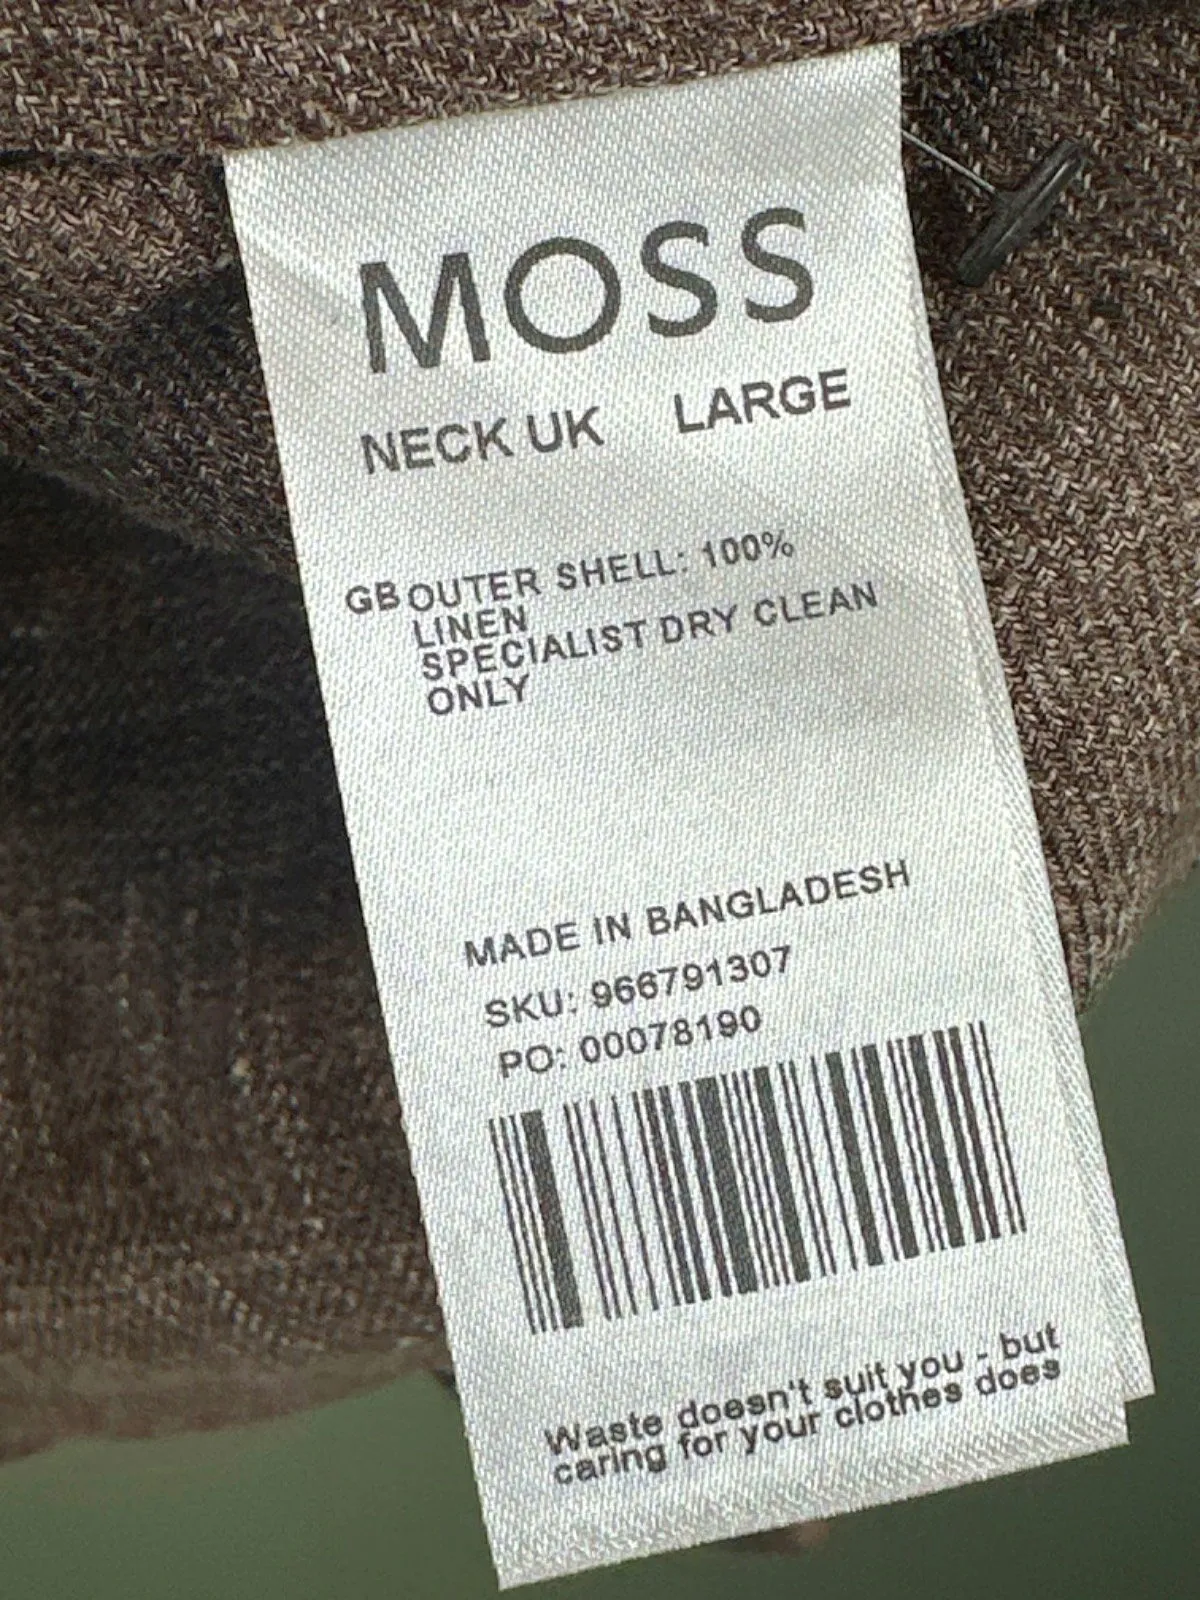 MOSS
NECK UK LARGE
GB OUTER SHELL: 100%
LINEN
SPECIALIST DRY CLEAN
ONLY
MADE IN BANGLADESH
SKU: 966791307
PO: 00078190
Waste doesn't suit you - but
caring for your clothes does